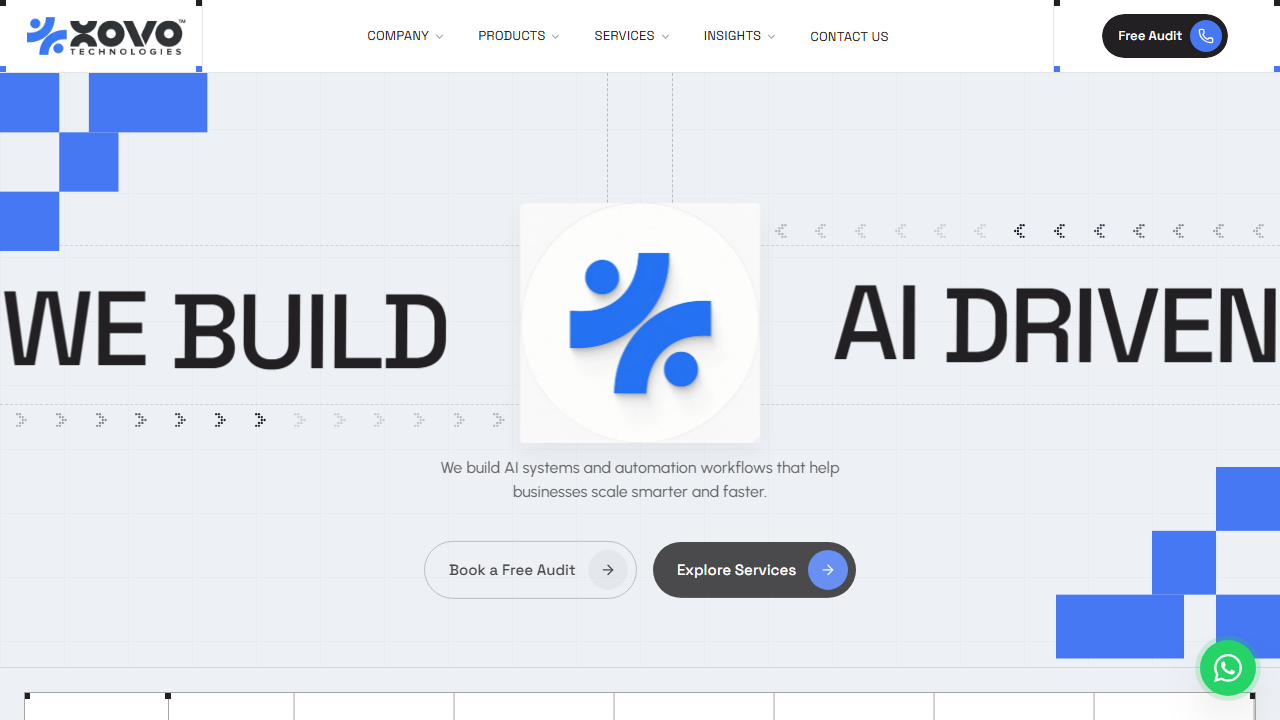 XOVO™
TECHNOLOGIES
COMPANY
PRODUCTS
SERVICES
INSIGHTS
CONTACT US
Free Audit
WE BUILD
AI DRIVEN
We build AI systems and automation workflows that help
businesses scale smarter and faster.
Book a Free Audit
Explore Services